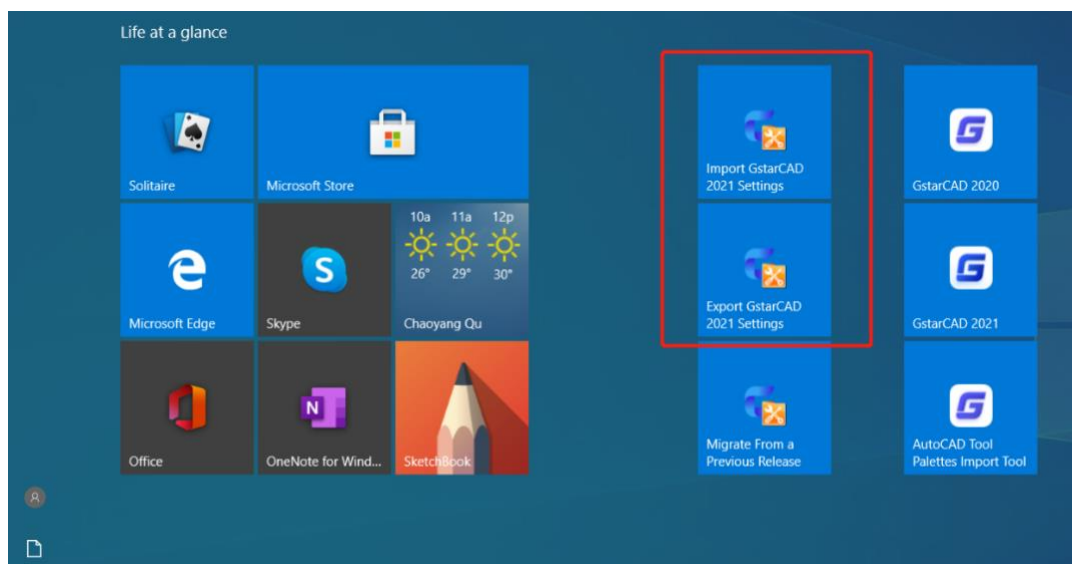 Life at a glance
Solitaire
Microsoft Store
Import GstarCAD
2021 Settings
GstarCAD 2020
Microsoft Edge
Skype
10a 11a 12p
26° 29° 30°
Chaoyang Qu
Export GstarCAD
2021 Settings
GstarCAD 2021
Office
N
OneNote for Wind...
SketchBook
Migrate From a
Previous Release
AutoCAD Tool
Palettes Import Tool